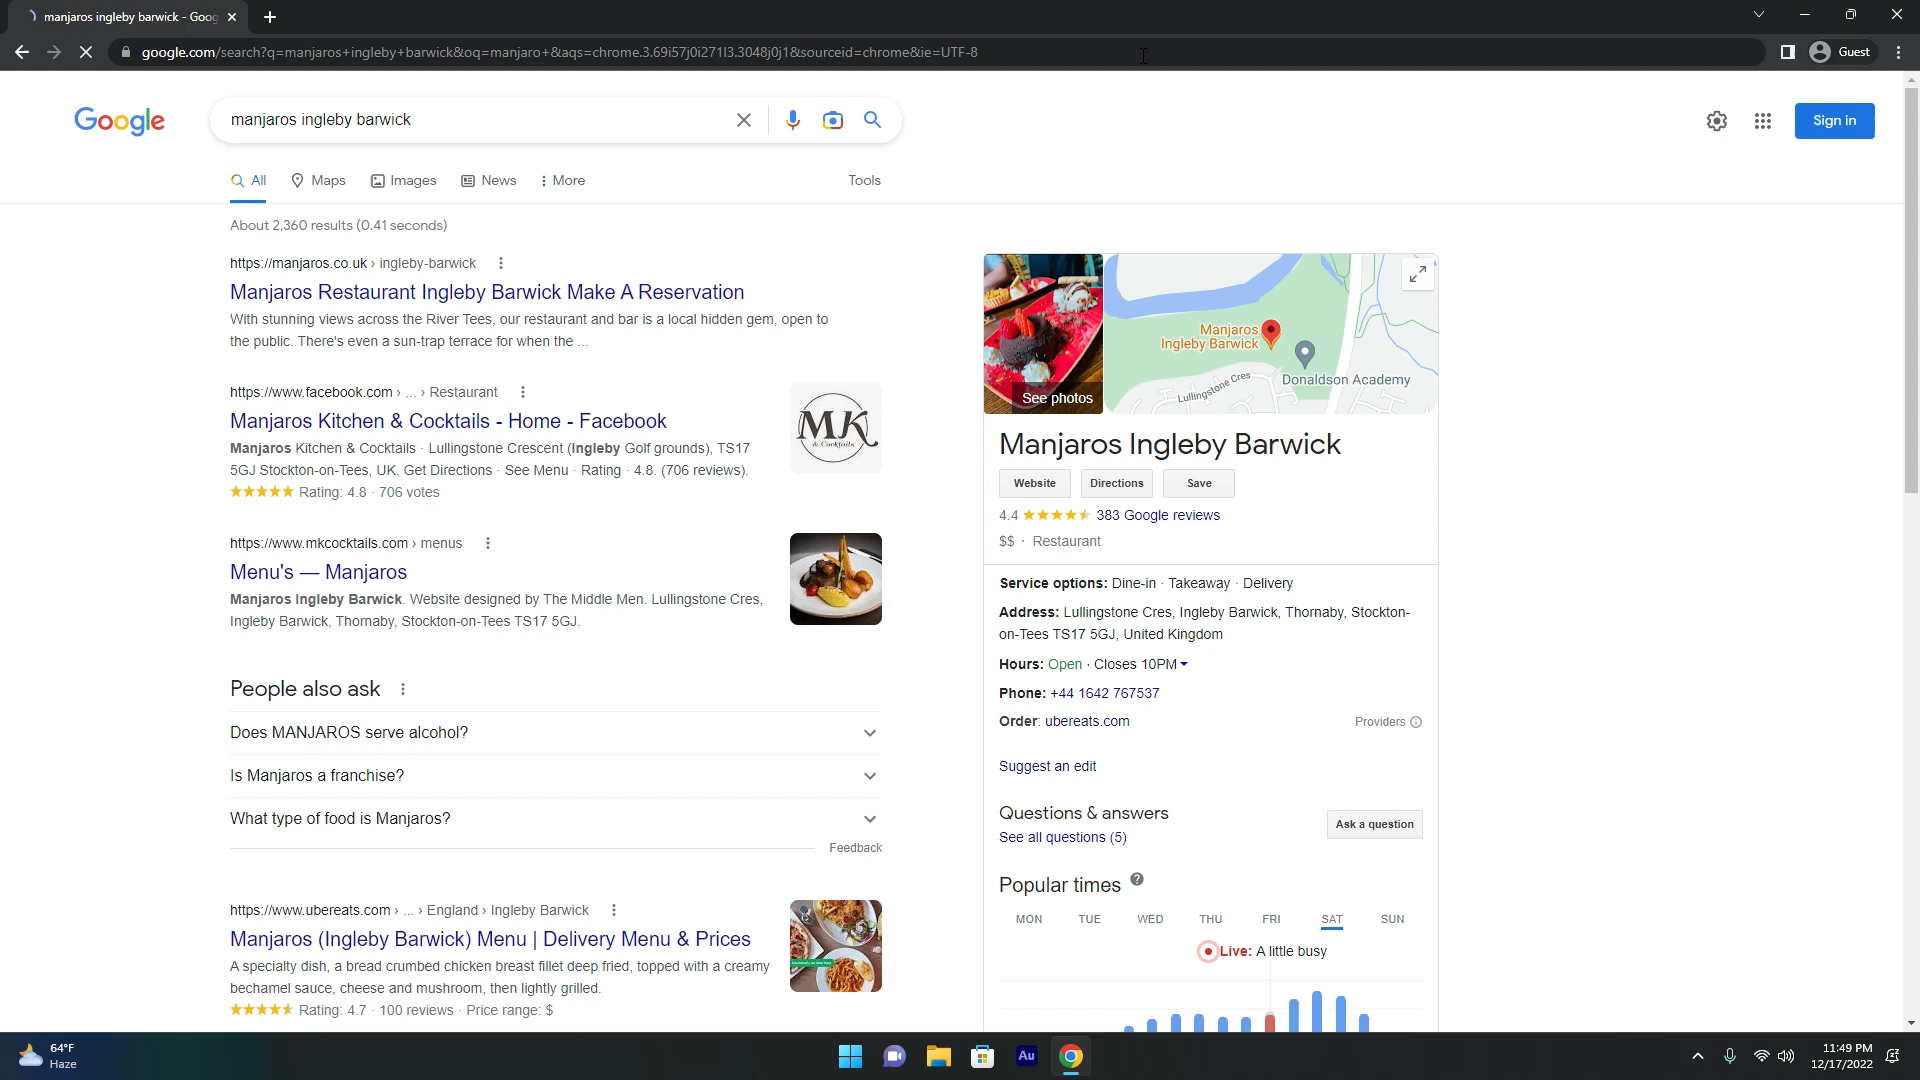 manjaros ingleby barwick - Goog
google.com/search?q=manjaros+ingleby+barwick&oq=manjaro+&aqs=chrome.3.69i57j0i271l3.3048j0j1&sourceid=chrome&ie=UTF-8
Guest
Google
manjaros ingleby barwick
Sign in
All
Maps
Images
News
More
Tools
About 2,360 results (0.41 seconds)
https://manjaros.co.uk › ingleby-barwick
Manjaros Restaurant Ingleby Barwick Make A Reservation
With stunning views across the River Tees, our restaurant and bar is a local hidden gem, open to
the public. There's even a sun-trap terrace for when the ...
https://www.facebook.com › ... › Restaurant
Manjaros Kitchen & Cocktails - Home - Facebook
Manjaros Kitchen & Cocktails · Lullingstone Crescent (Ingleby Golf grounds), TS17
5GJ Stockton-on-Tees, UK. Get Directions · See Menu · Rating · 4.8. (706 reviews).
Rating: 4.8 · 706 votes
MK
& Cocktails
https://www.mkcocktails.com › menus
Menu's — Manjaros
Manjaros Ingleby Barwick. Website designed by The Middle Men. Lullingstone Cres,
Ingleby Barwick, Thornaby, Stockton-on-Tees TS17 5GJ.
People also ask
Does MANJAROS serve alcohol?
Is Manjaros a franchise?
What type of food is Manjaros?
Feedback
https://www.ubereats.com › ... › England › Ingleby Barwick
Manjaros (Ingleby Barwick) Menu | Delivery Menu & Prices
A specialty dish, a bread crumbed chicken breast fillet deep fried, topped with a creamy
bechamel sauce, cheese and mushroom, then lightly grilled.
Rating: 4.7 · 100 reviews · Price range: $
See photos
Manjaros
Ingleby Barwick
Donaldson Academy
Lullingstone Cres
Manjaros Ingleby Barwick
Website
Directions
Save
4.4
383 Google reviews
$$ · Restaurant
Service options: Dine-in · Takeaway · Delivery
Address: Lullingstone Cres, Ingleby Barwick, Thornaby, Stockton-
on-Tees TS17 5GJ, United Kingdom
Hours: Open · Closes 10PM
Phone: +44 1642 767537
Order: ubereats.com
Providers
Suggest an edit
Questions & answers
See all questions (5)
Ask a question
Popular times
MON TUE WED THU FRI SAT SUN
Live: A little busy
64°F
Haze
Au
11:49 PM
12/17/2022